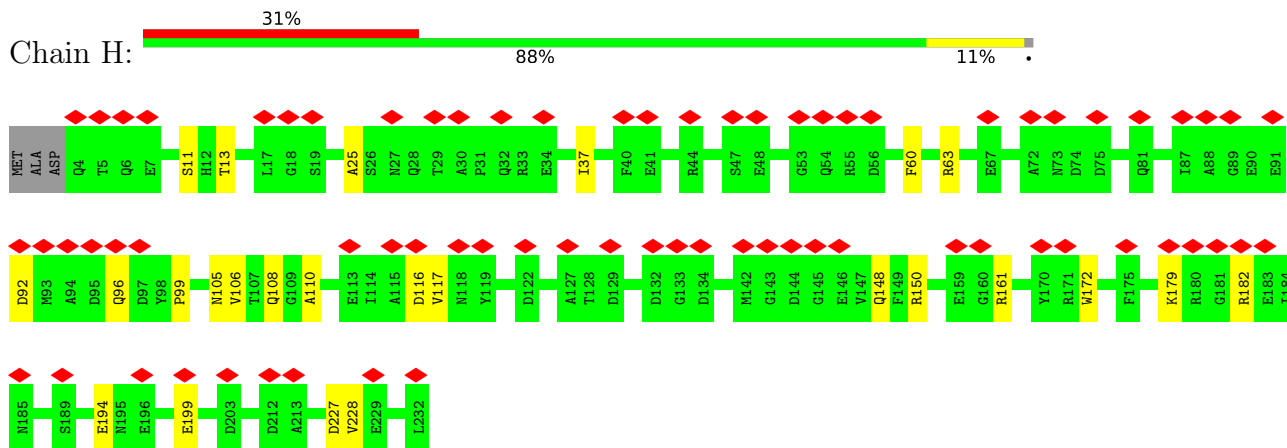 31%
Chain H:
88% 11% •
MET ALA ASP Q4 T5 Q6 E7 S11 H12 T13 L17 G18 S19 A25 S26 N27 Q28 T29 A30 P31 Q32 R33 E34 I37 F40 E41 R44 S47 E48 G53 Q54 R55 D56 F60 R63 E67 A72 N73 D74 D75 Q81 I87 A88 G89 E90 E91
D92 M93 A94 D95 Q96 D97 Y98 P99 N105 V106 T107 Q108 G109 A110 E113 I114 A115 D116 V117 N118 Y119 D122 A127 T128 D129 D132 G133 D134 M142 G143 D144 G145 E146 V147 Q148 F149 R150 E159 G160 R161 Y170 R171 W172 F175 K179 R180 G181 R182 E183 I184
N185 S189 E194 N195 E196 E199 D203 D212 A213 D227 V228 E229 L232